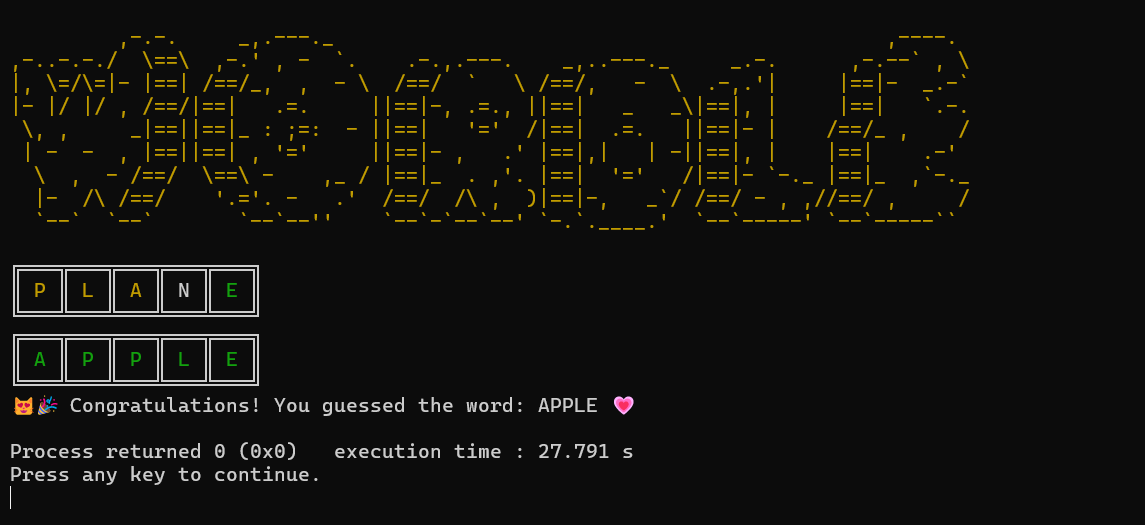 WORDLE
P L A N E
A P P L E
😻🎉 Congratulations! You guessed the word: APPLE 💗
Process returned 0 (0x0)   execution time : 27.791 s
Press any key to continue.